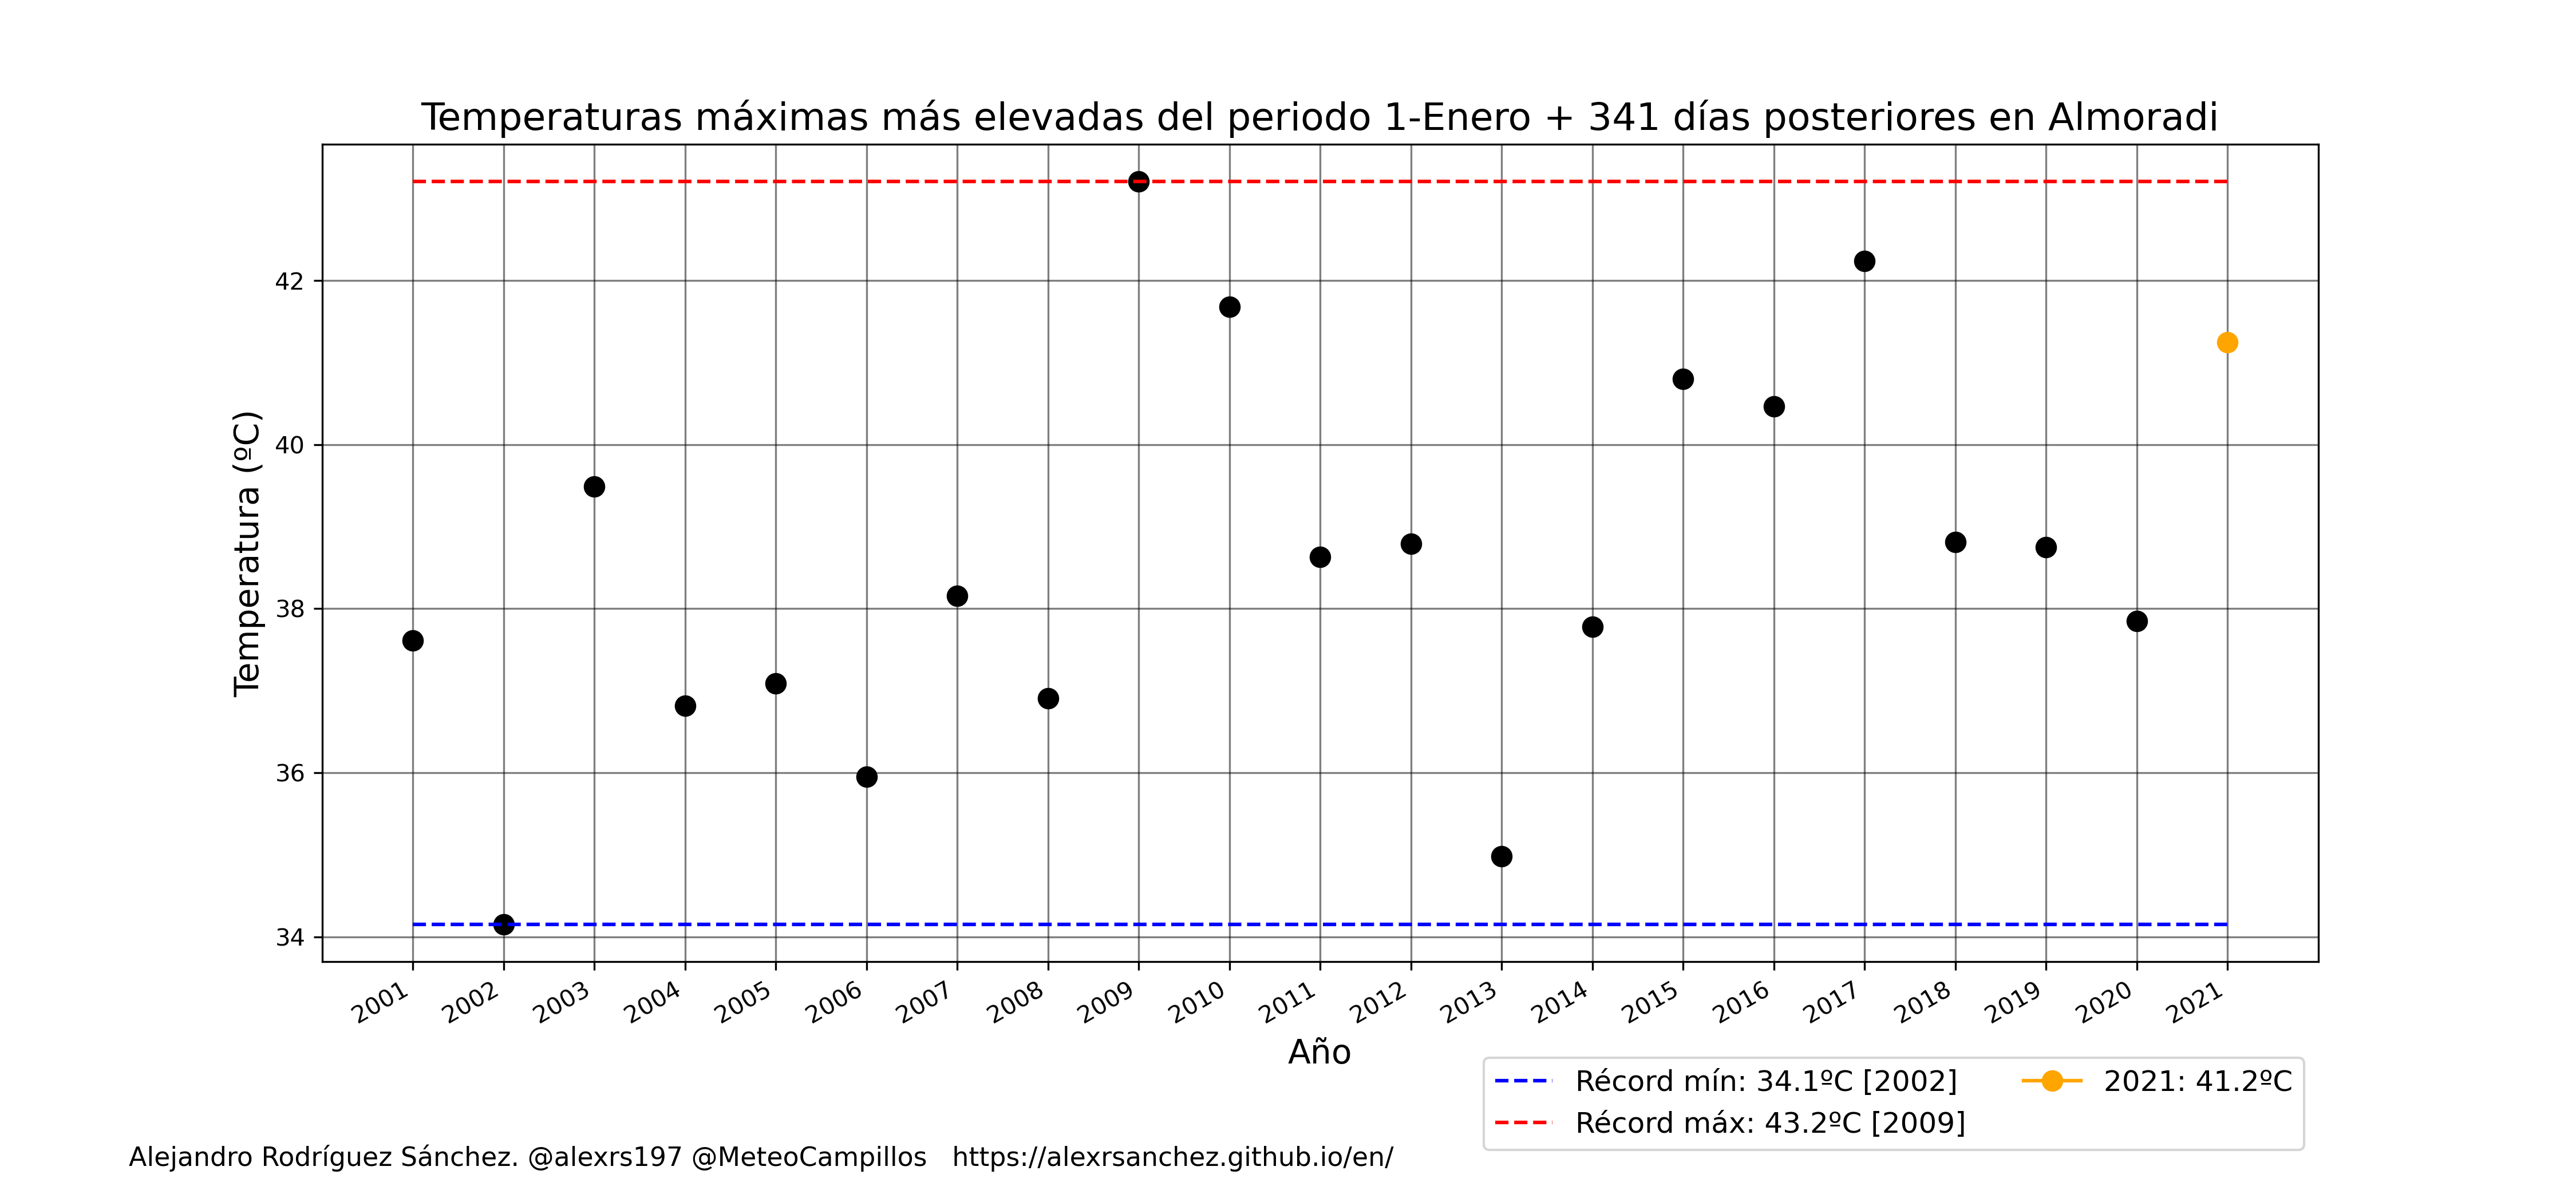 Temperaturas máximas más elevadas del periodo 1-Enero + 341 días posteriores en Almoradi
Temperatura (ºC)
42
40
38
36
34
2001 2002 2003 2004 2005 2006 2007 2008 2009 2010 2011 2012 2013 2014 2015 2016 2017 2018 2019 2020 2021
Año
Récord mín: 34.1ºC [2002]
Récord máx: 43.2ºC [2009]
2021: 41.2ºC
Alejandro Rodríguez Sánchez. @alexrs197 @MeteoCampillos https://alexrsanchez.github.io/en/